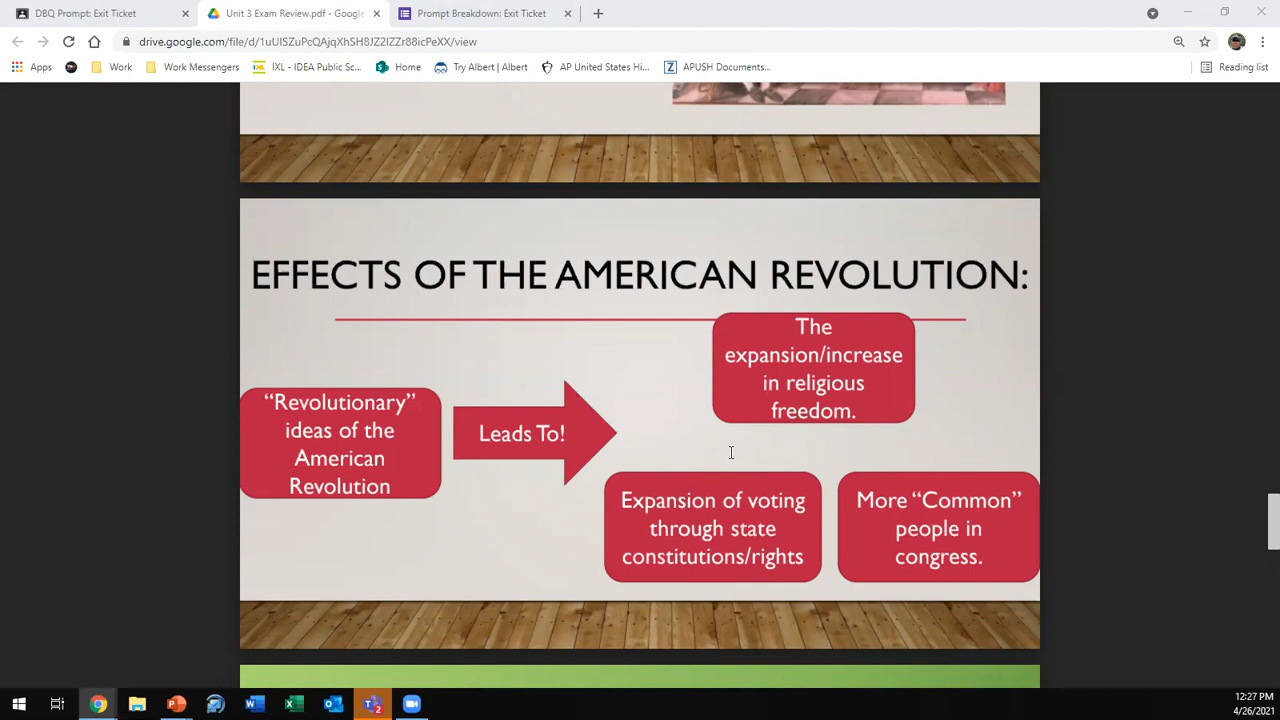 DBQ Prompt: Exit Ticket
Unit 3 Exam Review.pdf - Google
Prompt Breakdown: Exit Ticket
drive.google.com/file/d/1uUISZuPcQAjqXhSH8JZ2IZZr88icPeXX/view
Apps
Work
Work Messengers
IXL - IDEA Public Sc...
Home
Try Albert | Albert
AP United States Hi...
APUSH Documents...
Reading list
EFFECTS OF THE AMERICAN REVOLUTION:
The
expansion/increase
in religious
freedom.
"Revolutionary"
ideas of the
American
Revolution
Leads To!
Expansion of voting
through state
constitutions/rights
More "Common"
people in
congress.
12:27 PM
4/26/2021